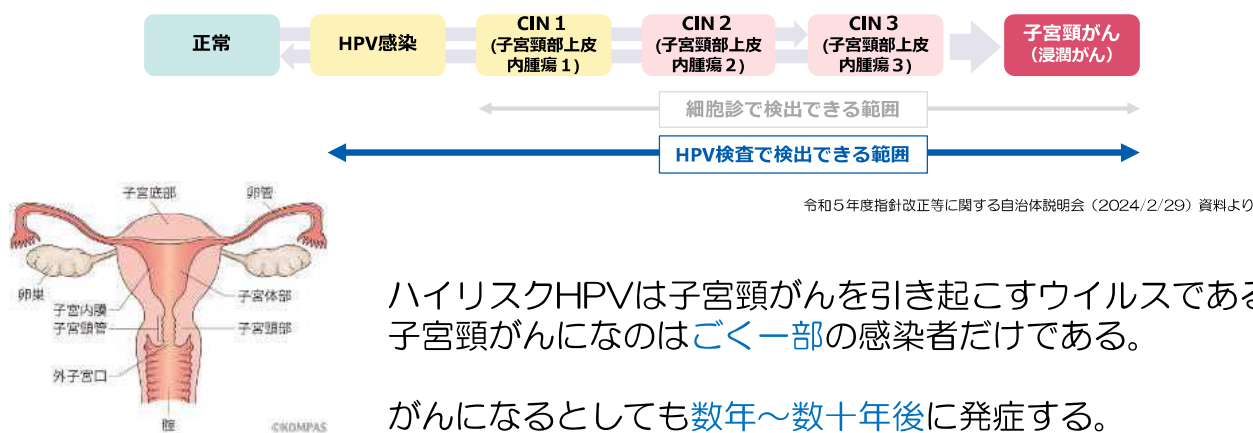 正常
HPV感染
CIN 1
(子宮頸部上皮
内腫瘍 1)
CIN 2
(子宮頸部上皮
内腫瘍 2)
CIN 3
(子宮頸部上皮
内腫瘍 3)
子宮頸がん
(浸潤がん)
細胞診で検出できる範囲
HPV検査で検出できる範囲
令和5年度指針改正等に関する自治体説明会（2024/2/29）資料より
子宮底部
卵管
卵巣
子宮内膜
子宮体部
子宮頸管
子宮頸部
外子宮口
腟
©KOMPAS
ハイリスクHPVは子宮頸がんを引き起こすウイルスである
子宮頸がんになのはごく一部の感染者だけである。
がんになるとしても数年～数十年後に発症する。